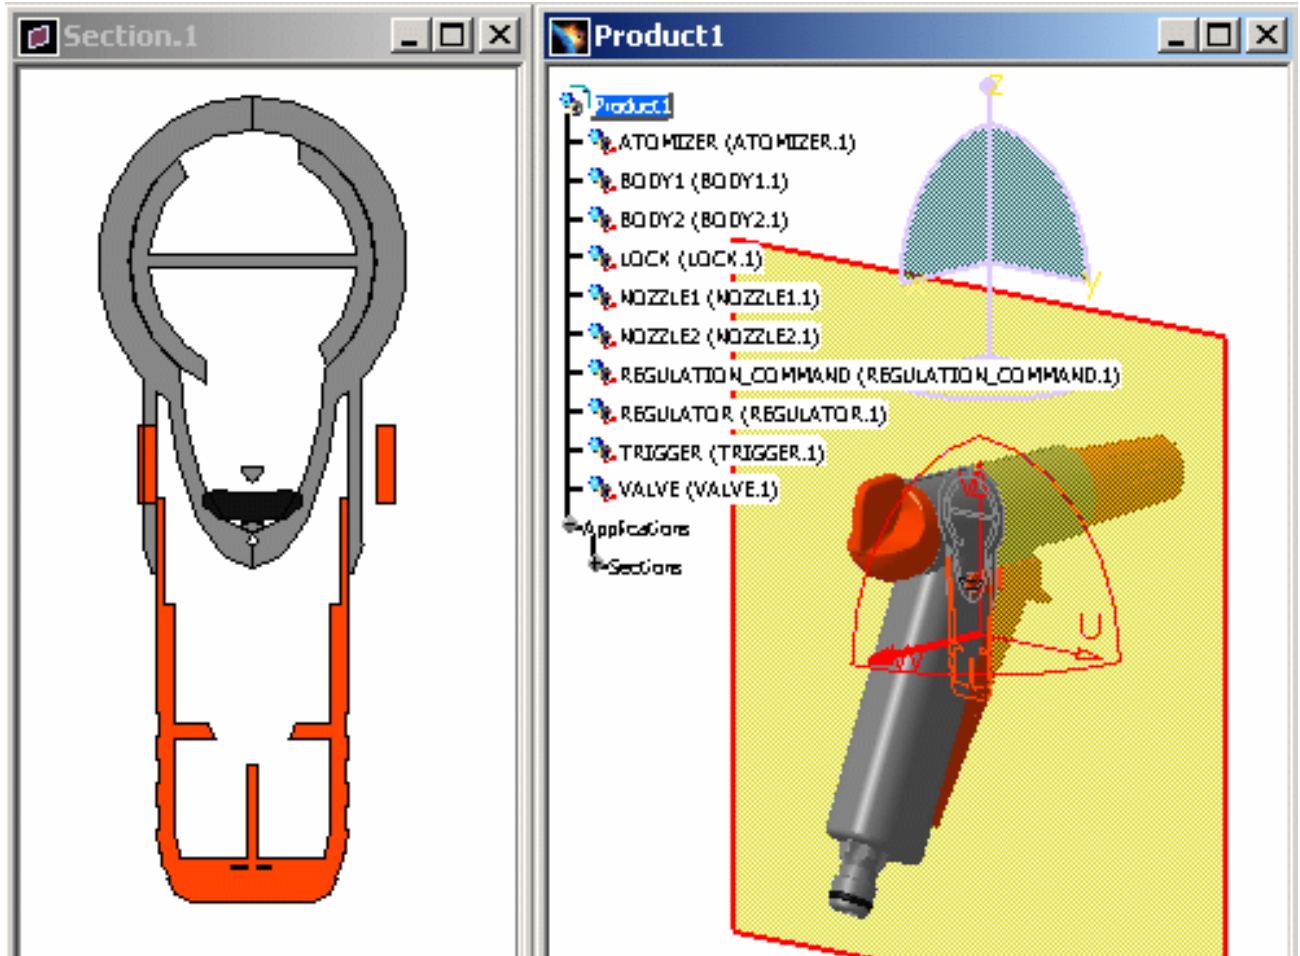 Section.1
Product1
Product1
ATOMIZER (ATOMIZER.1)
BODY1 (BODY1.1)
BODY2 (BODY2.1)
LOCK (LOCK.1)
NOZZLE1 (NOZZLE1.1)
NOZZLE2 (NOZZLE2.1)
REGULATION_COMMAND (REGULATION_COMMAND.1)
REGULATOR (REGULATOR.1)
TRIGGER (TRIGGER.1)
VALVE (VALVE.1)
Applications
Sections
z
y
U
W